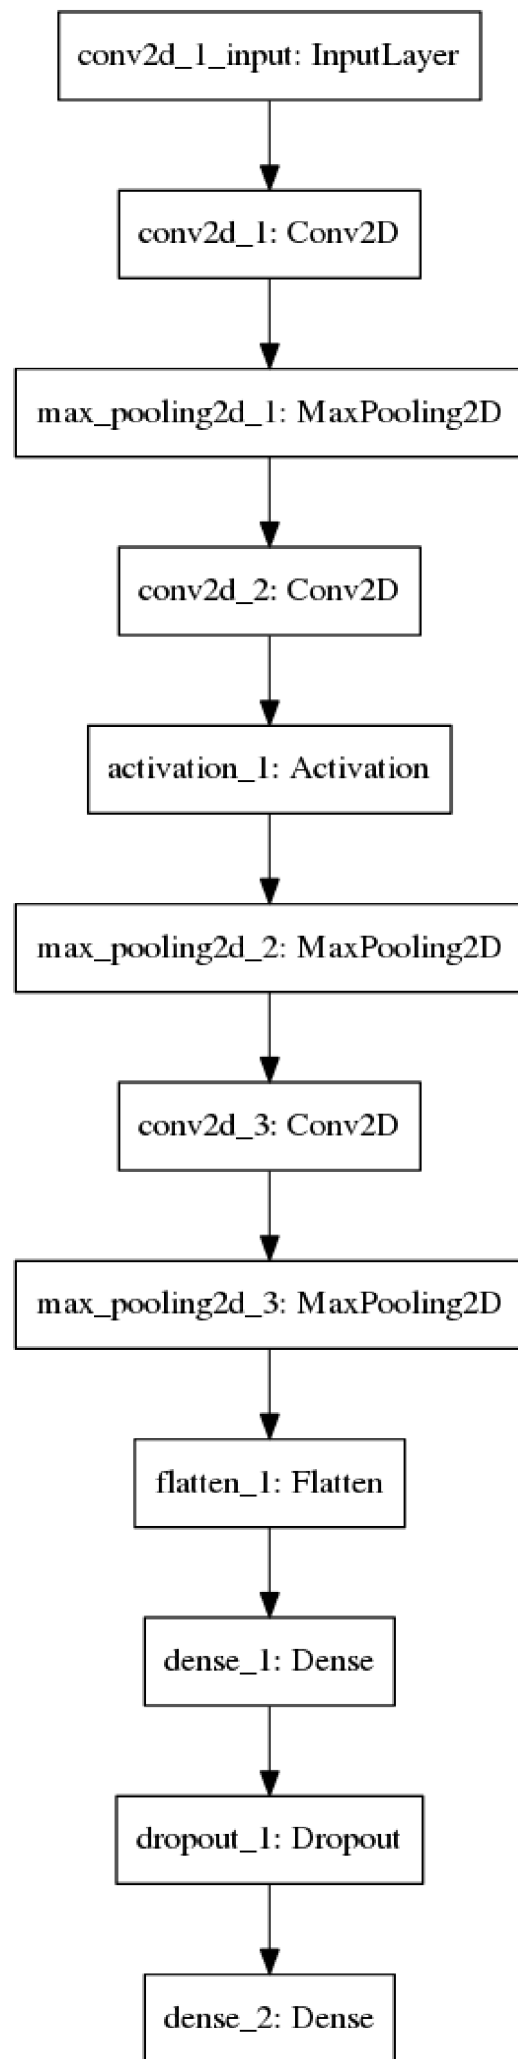 conv2d_1_input: InputLayer
conv2d_1: Conv2D
max_pooling2d_1: MaxPooling2D
conv2d_2: Conv2D
activation_1: Activation
max_pooling2d_2: MaxPooling2D
conv2d_3: Conv2D
max_pooling2d_3: MaxPooling2D
flatten_1: Flatten
dense_1: Dense
dropout_1: Dropout
dense_2: Dense